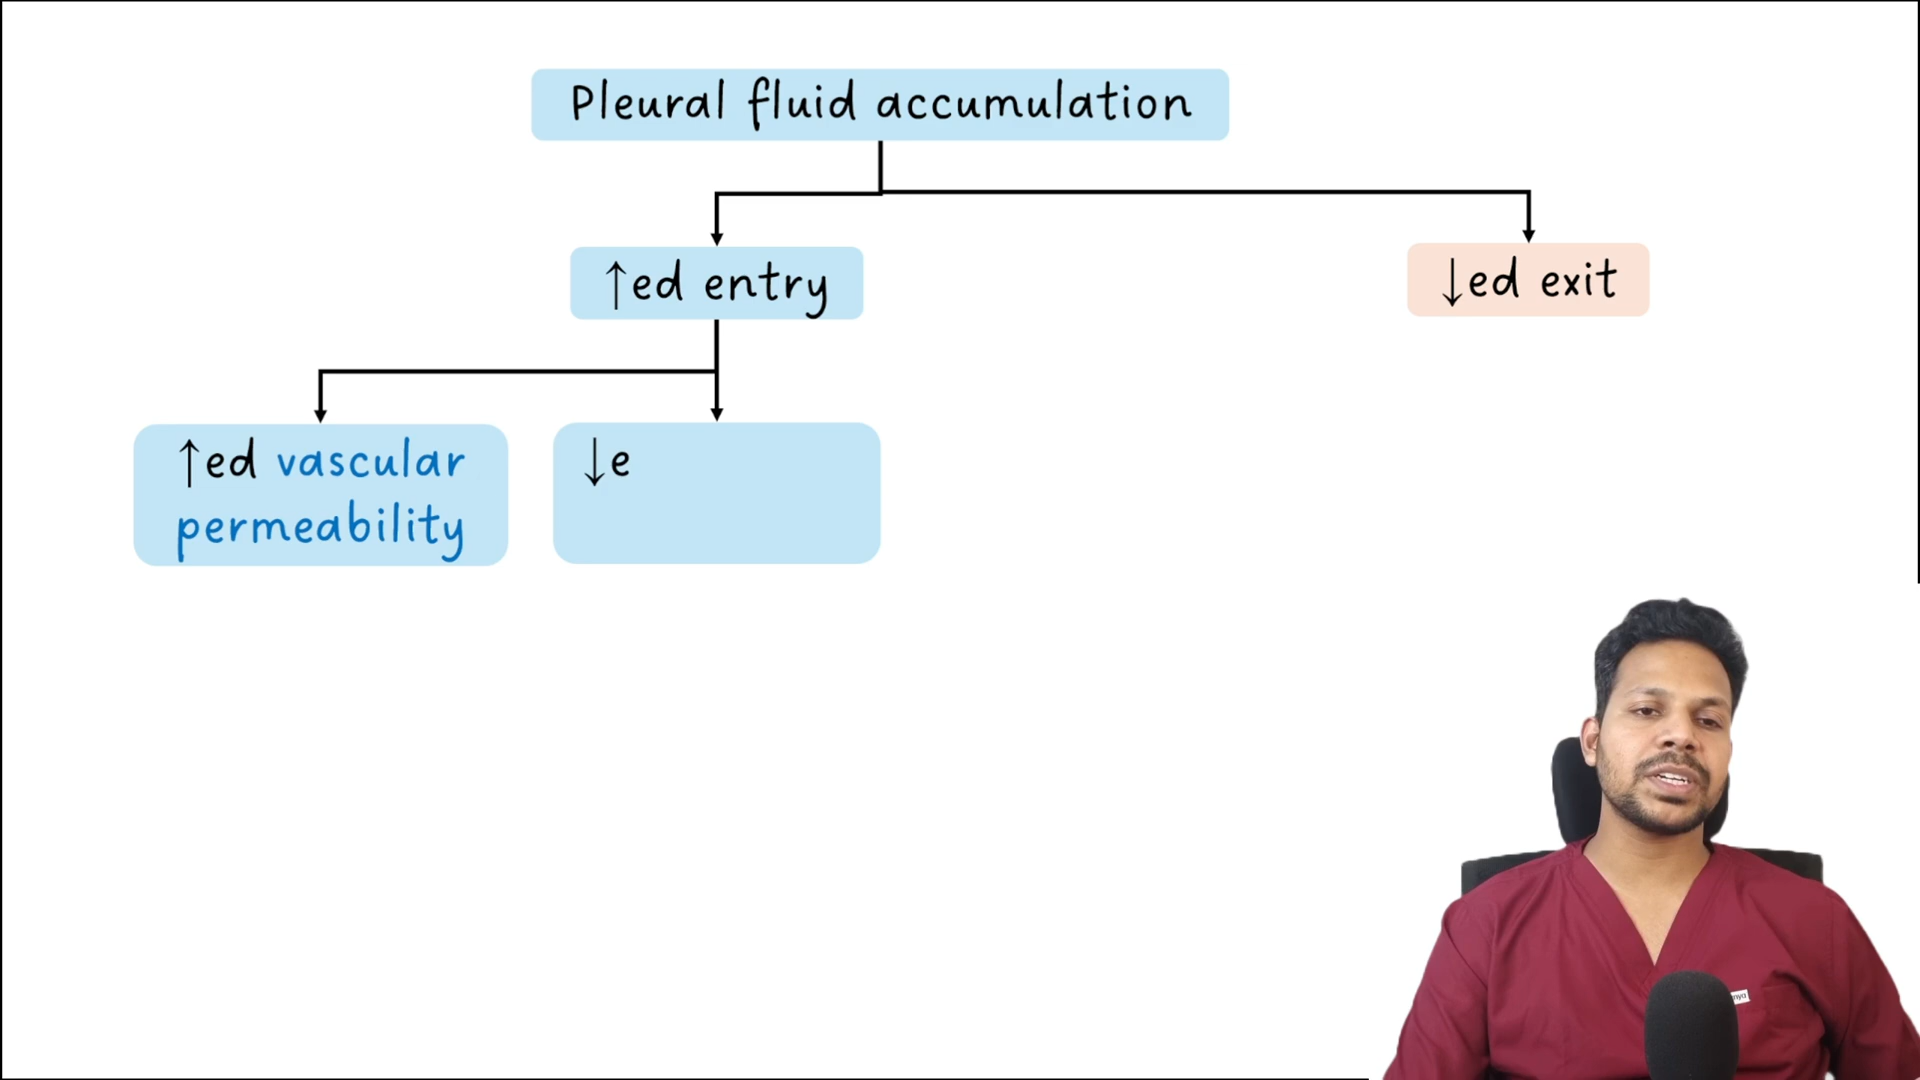 Pleural fluid accumulation
↑ed entry
↓ed exit
↑ed vascular
permeability
↓e